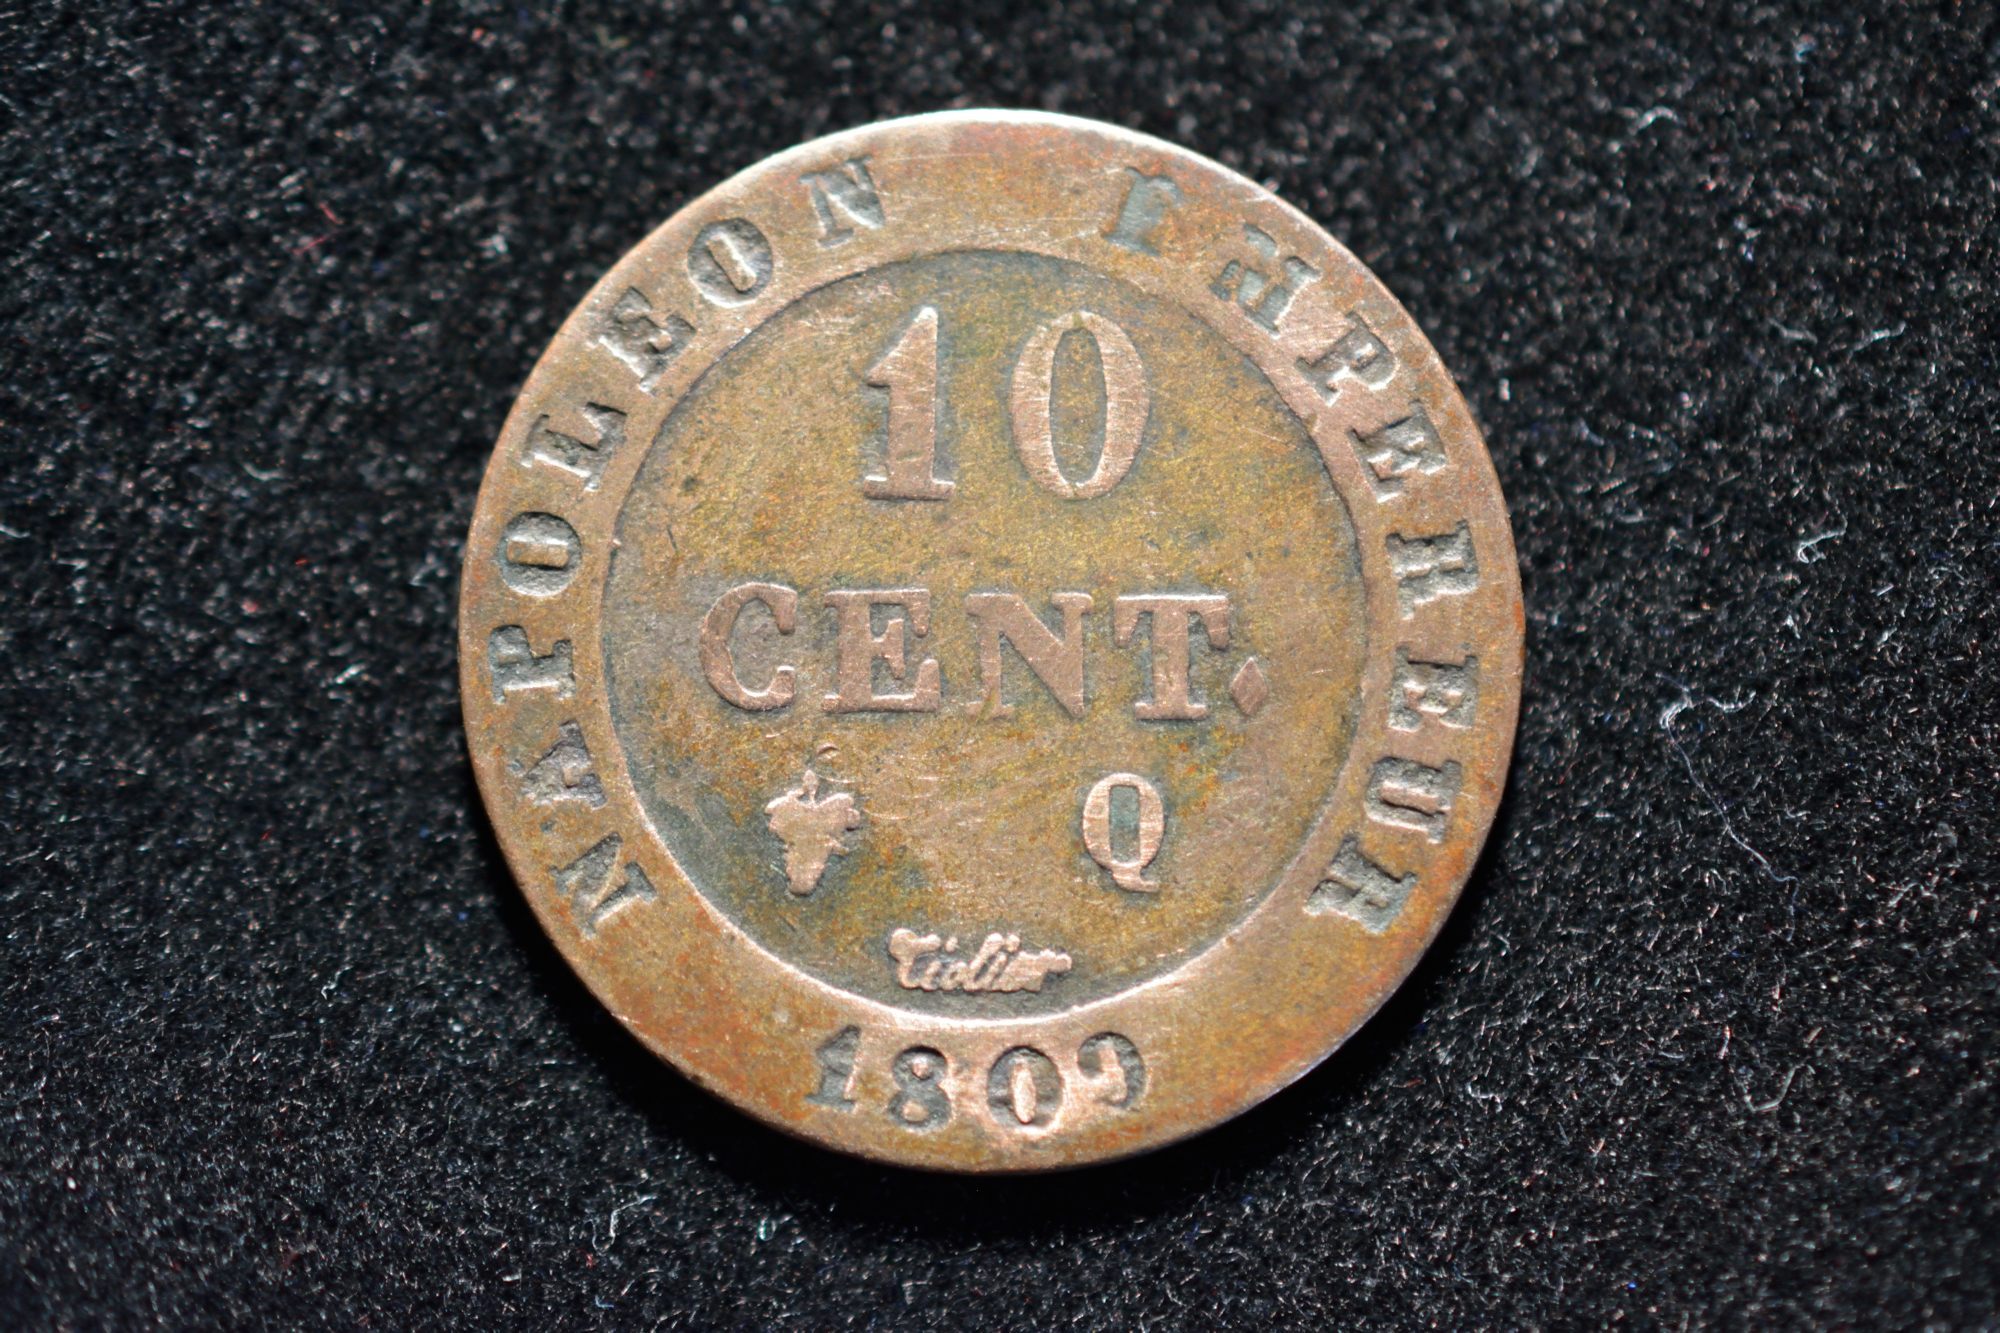 NAPOLEON EMPEREUR
10
CENT.
Q
Tiolier
1809